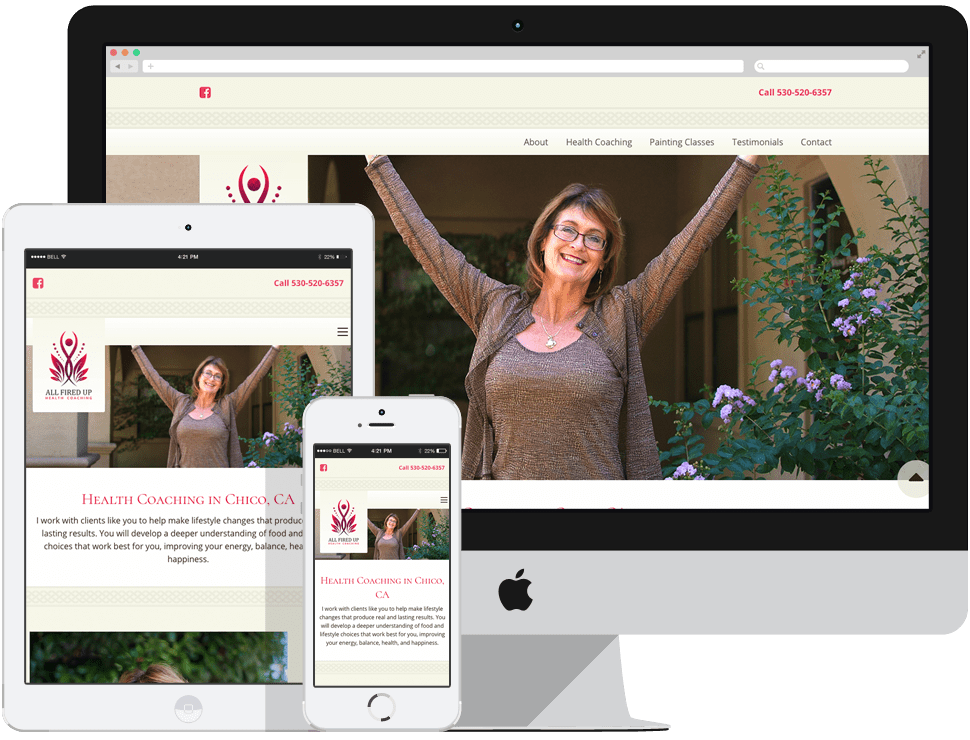 Call 530-520-6357
About Health Coaching Painting Classes Testimonials Contact
BELL 4:21 PM 22%
Call 530-520-6357
ALL FIRED UP
HEALTH COACHING
Health Coaching in Chico, CA
I work with clients like you to help make lifestyle changes that produc
lasting results. You will develop a deeper understanding of food and
choices that work best for you, improving your energy, balance, hea
happiness.
BELL 4:21 PM 22%
Call 530-520-6357
ALL FIRED UP
HEALTH COACHING
Health Coaching in Chico,
CA
I work with clients like you to help make lifestyle
changes that produce real and lasting results. You
will develop a deeper understanding of food and
lifestyle choices that work best for you, improving
your energy, balance, health, and happiness.